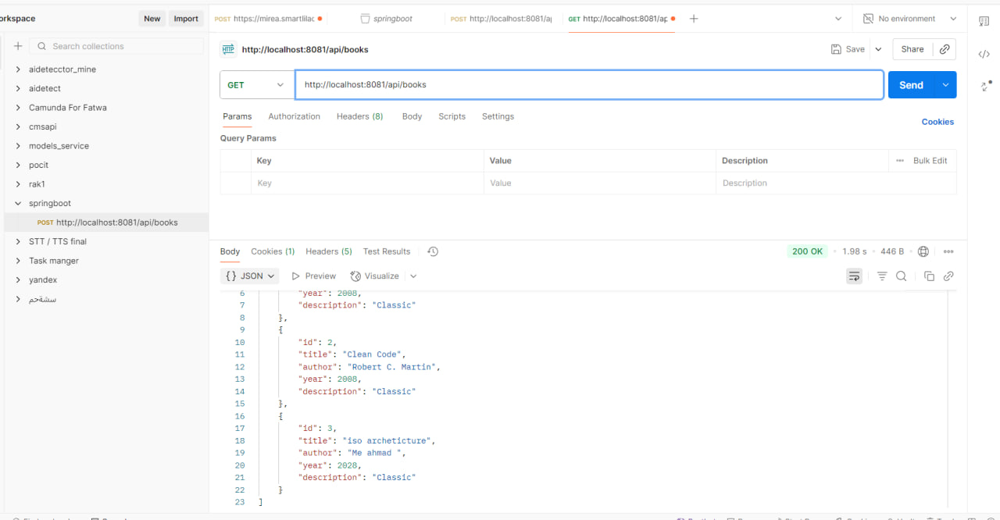 orkspace New Import
POST https://mirea.smartlilac
springboot
POST http://localhost:8081/ap
GET http://localhost:8081/ap
No environment
Search collections
aidetecctor_mine
aidetect
Camunda For Fatwa
cmsapi
models_service
pocit
rak1
springboot
POST http://localhost:8081/api/books
STT / TTS final
Task manger
yandex
سشةحم
HTTP http://localhost:8081/api/books
Save Share
GET http://localhost:8081/api/books Send
Params Authorization Headers (8) Body Scripts Settings
Cookies
Query Params
Key Value Description Bulk Edit
Key Value Description
Body Cookies (1) Headers (5) Test Results 200 OK 1.98 s 446 B
{} JSON Preview Visualize
6 "year": 2008,
7 "description": "Classic"
8 },
9 {
10 "id": 2,
11 "title": "Clean Code",
12 "author": "Robert C. Martin",
13 "year": 2008,
14 "description": "Classic"
15 },
16 {
17 "id": 3,
18 "title": "iso archeticture",
19 "author": "Me ahmad ",
20 "year": 2028,
21 "description": "Classic"
22 }
23 ]